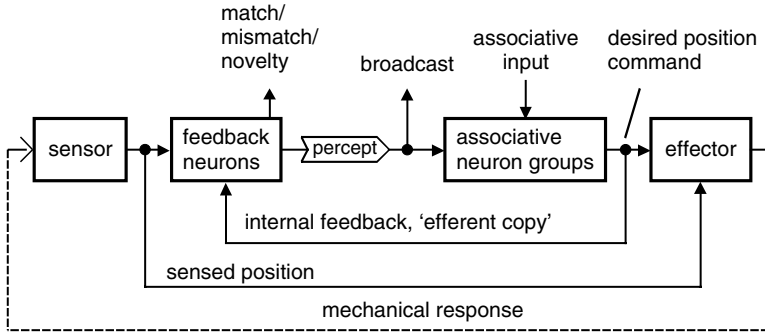 match/
mismatch/
novelty
broadcast
associative
input
desired position
command
sensor
feedback
neurons
percept
associative
neuron groups
effector
internal feedback, ‘efferent copy’
sensed position
mechanical response